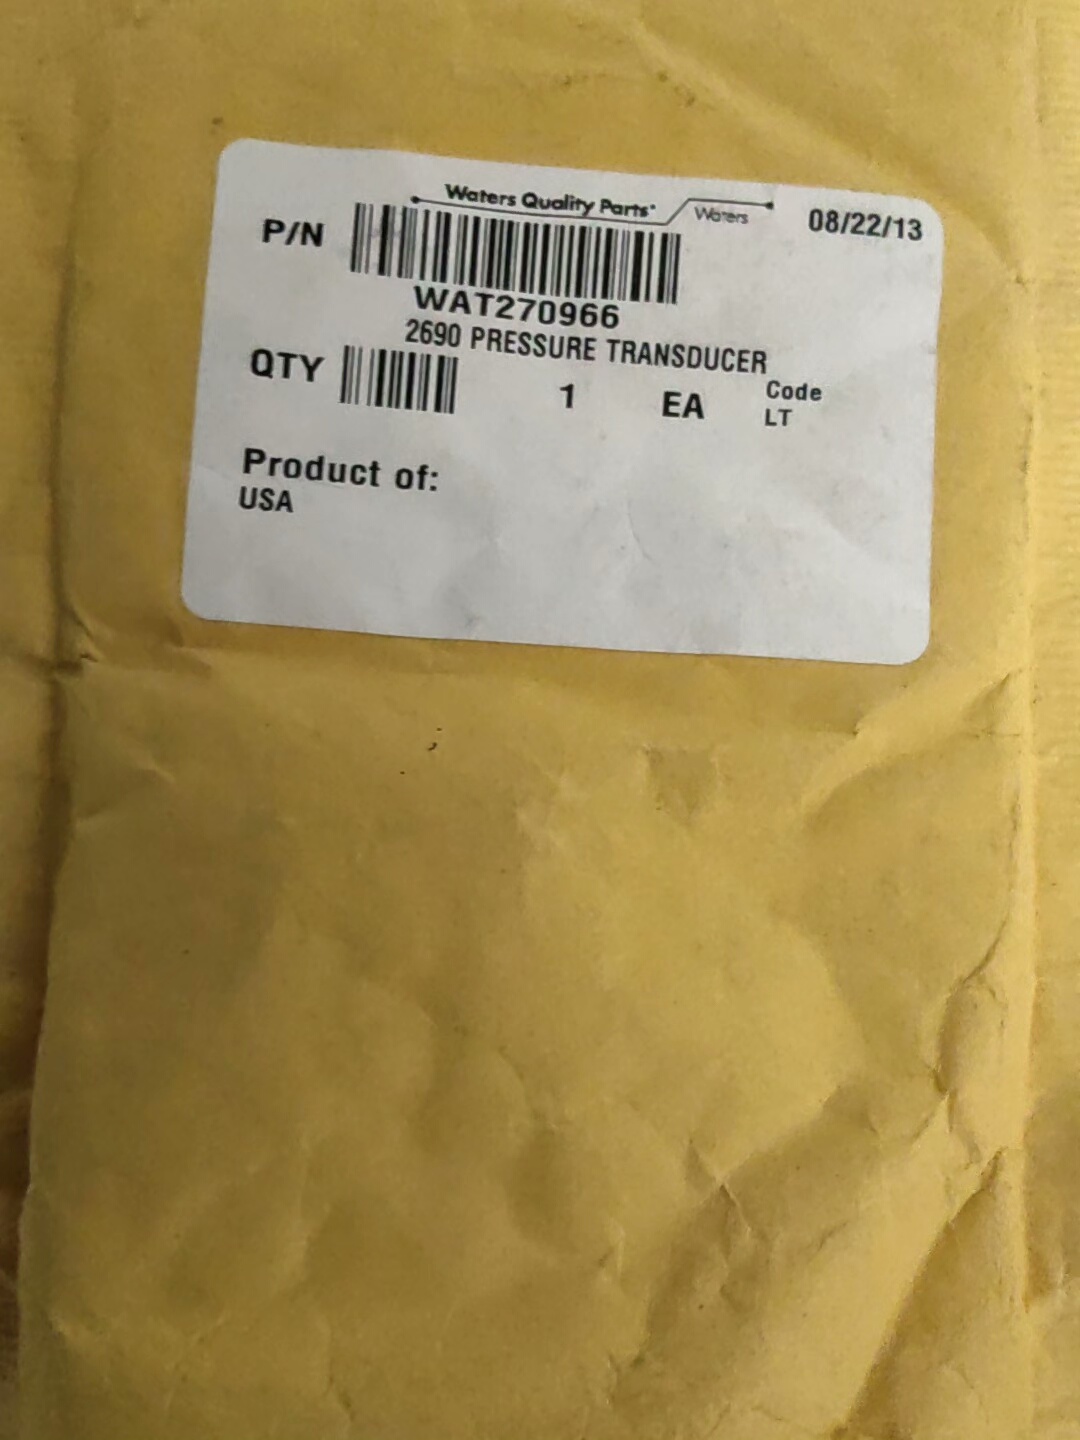 Waters Quality Parts Waters 08/22/13
P/N
WAT270966
2690 PRESSURE TRANSDUCER
QTY 1 EA Code
LT
Product of:
USA